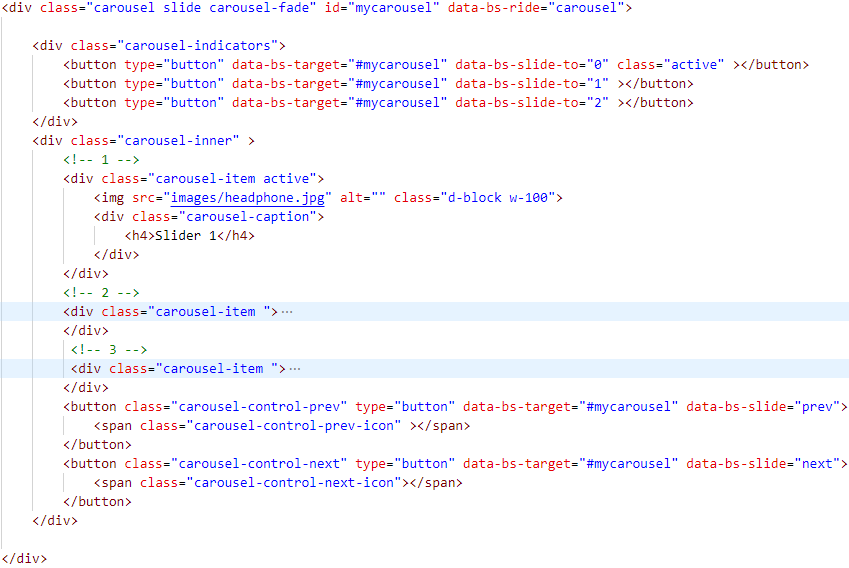 <div class="carousel slide carousel-fade" id="mycarousel" data-bs-ride="carousel">
<div class="carousel-indicators">
<button type="button" data-bs-target="#mycarousel" data-bs-slide-to="0" class="active" ></button>
<button type="button" data-bs-target="#mycarousel" data-bs-slide-to="1" ></button>
<button type="button" data-bs-target="#mycarousel" data-bs-slide-to="2" ></button>
</div>
<div class="carousel-inner" >
<!-- 1 -->
<div class="carousel-item active">
<img src="images/headphone.jpg" alt="" class="d-block w-100">
<div class="carousel-caption">
<h4>Slider 1</h4>
</div>
</div>
<!-- 2 -->
<div class="carousel-item ">···
</div>
<!-- 3 -->
<div class="carousel-item ">···
</div>
<button class="carousel-control-prev" type="button" data-bs-target="#mycarousel" data-bs-slide="prev">
<span class="carousel-control-prev-icon" ></span>
</button>
<button class="carousel-control-next" type="button" data-bs-target="#mycarousel" data-bs-slide="next">
<span class="carousel-control-next-icon"></span>
</button>
</div>
</div>